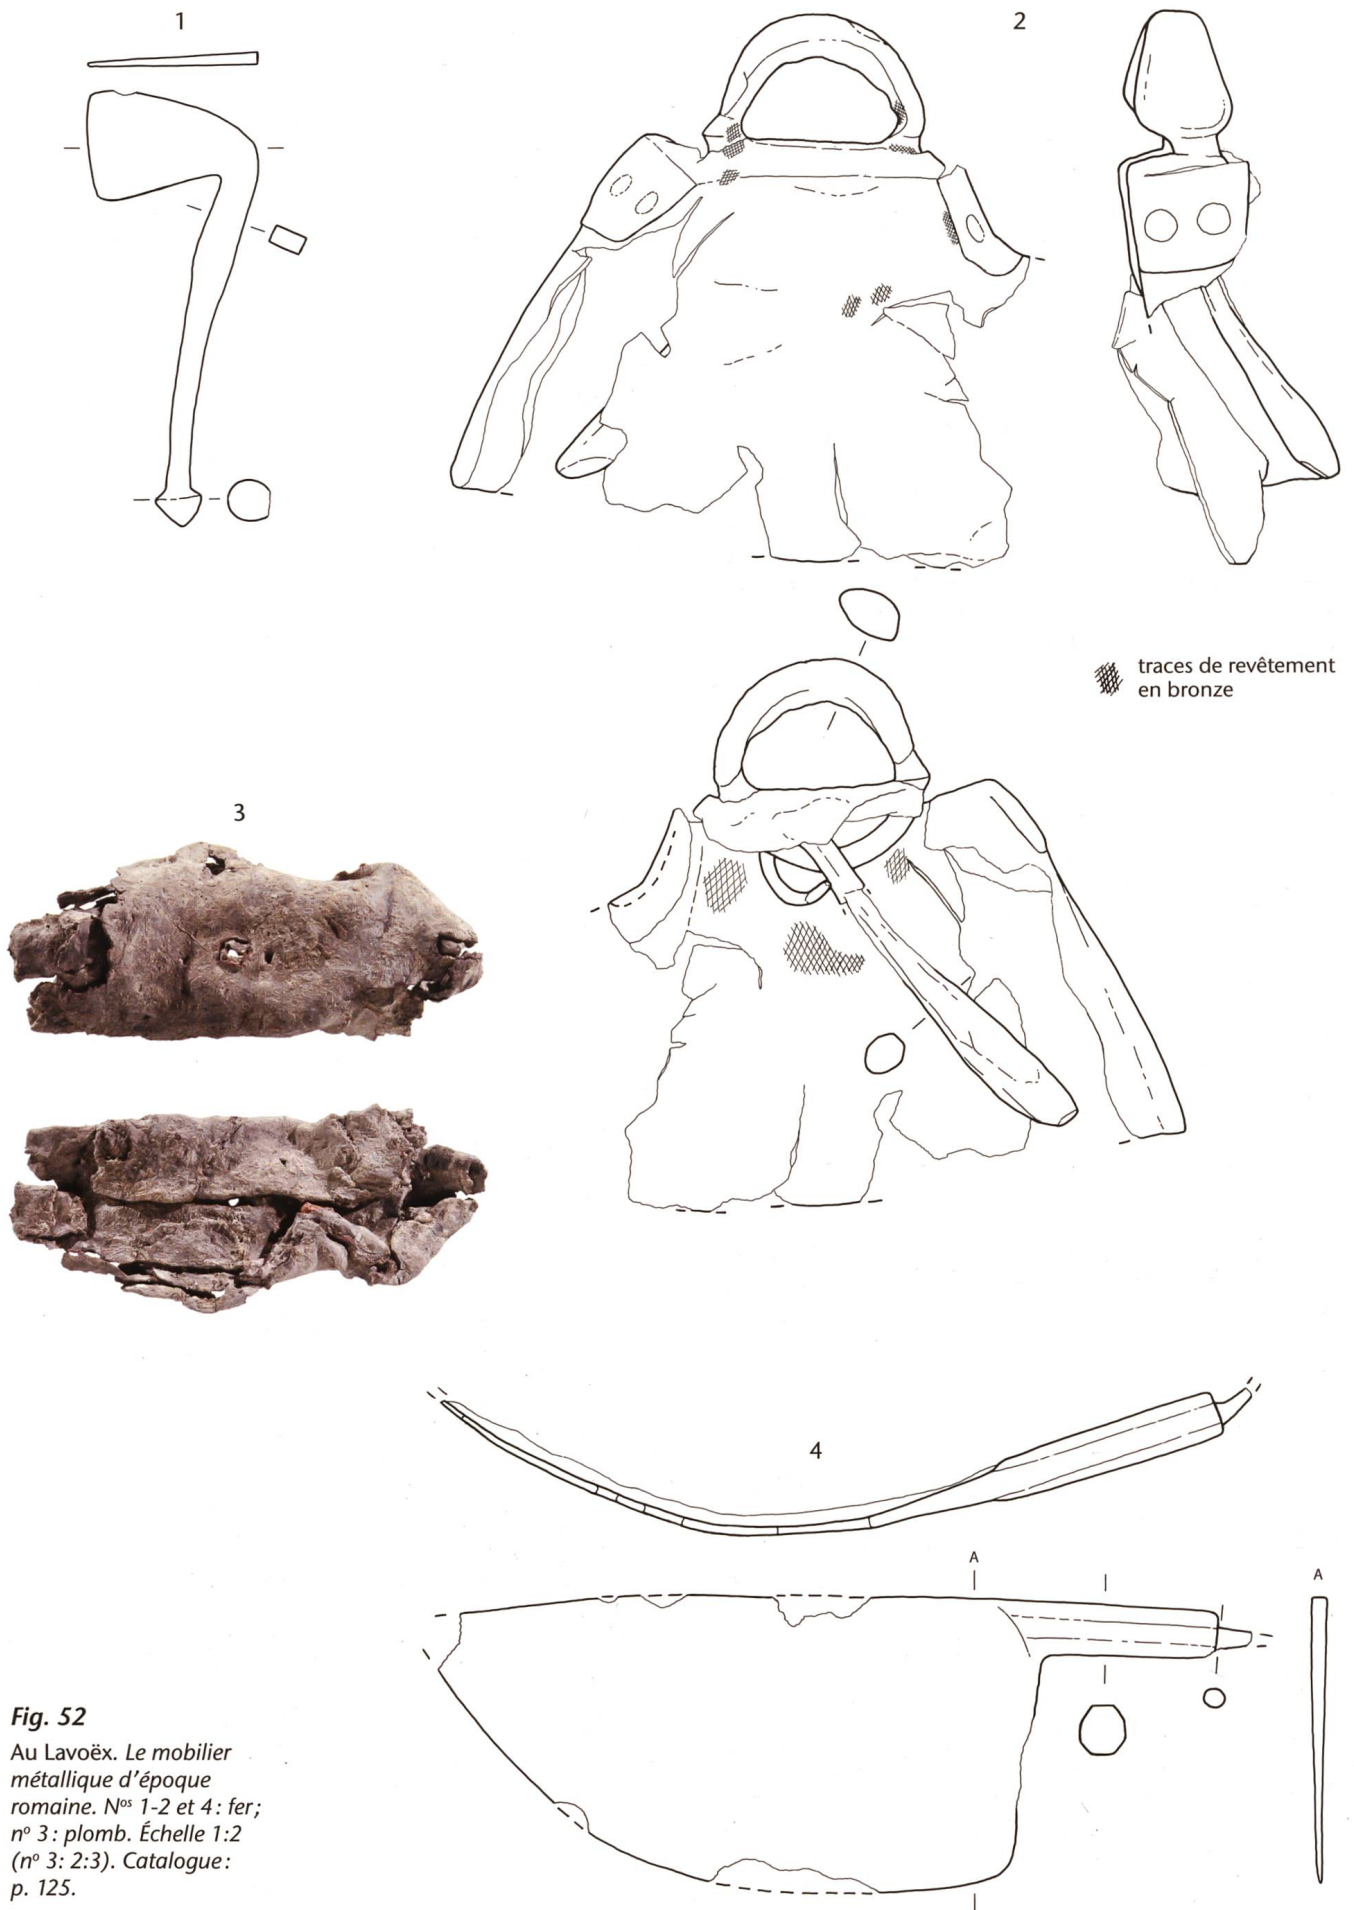 1
2
traces de revêtement
en bronze
3
4
A
A
Fig. 52
Au Lavoëx. Le mobilier
métallique d'époque
romaine. Nos 1-2 et 4 : fer ;
no 3 : plomb. Échelle 1:2
(no 3: 2:3). Catalogue :
p. 125.